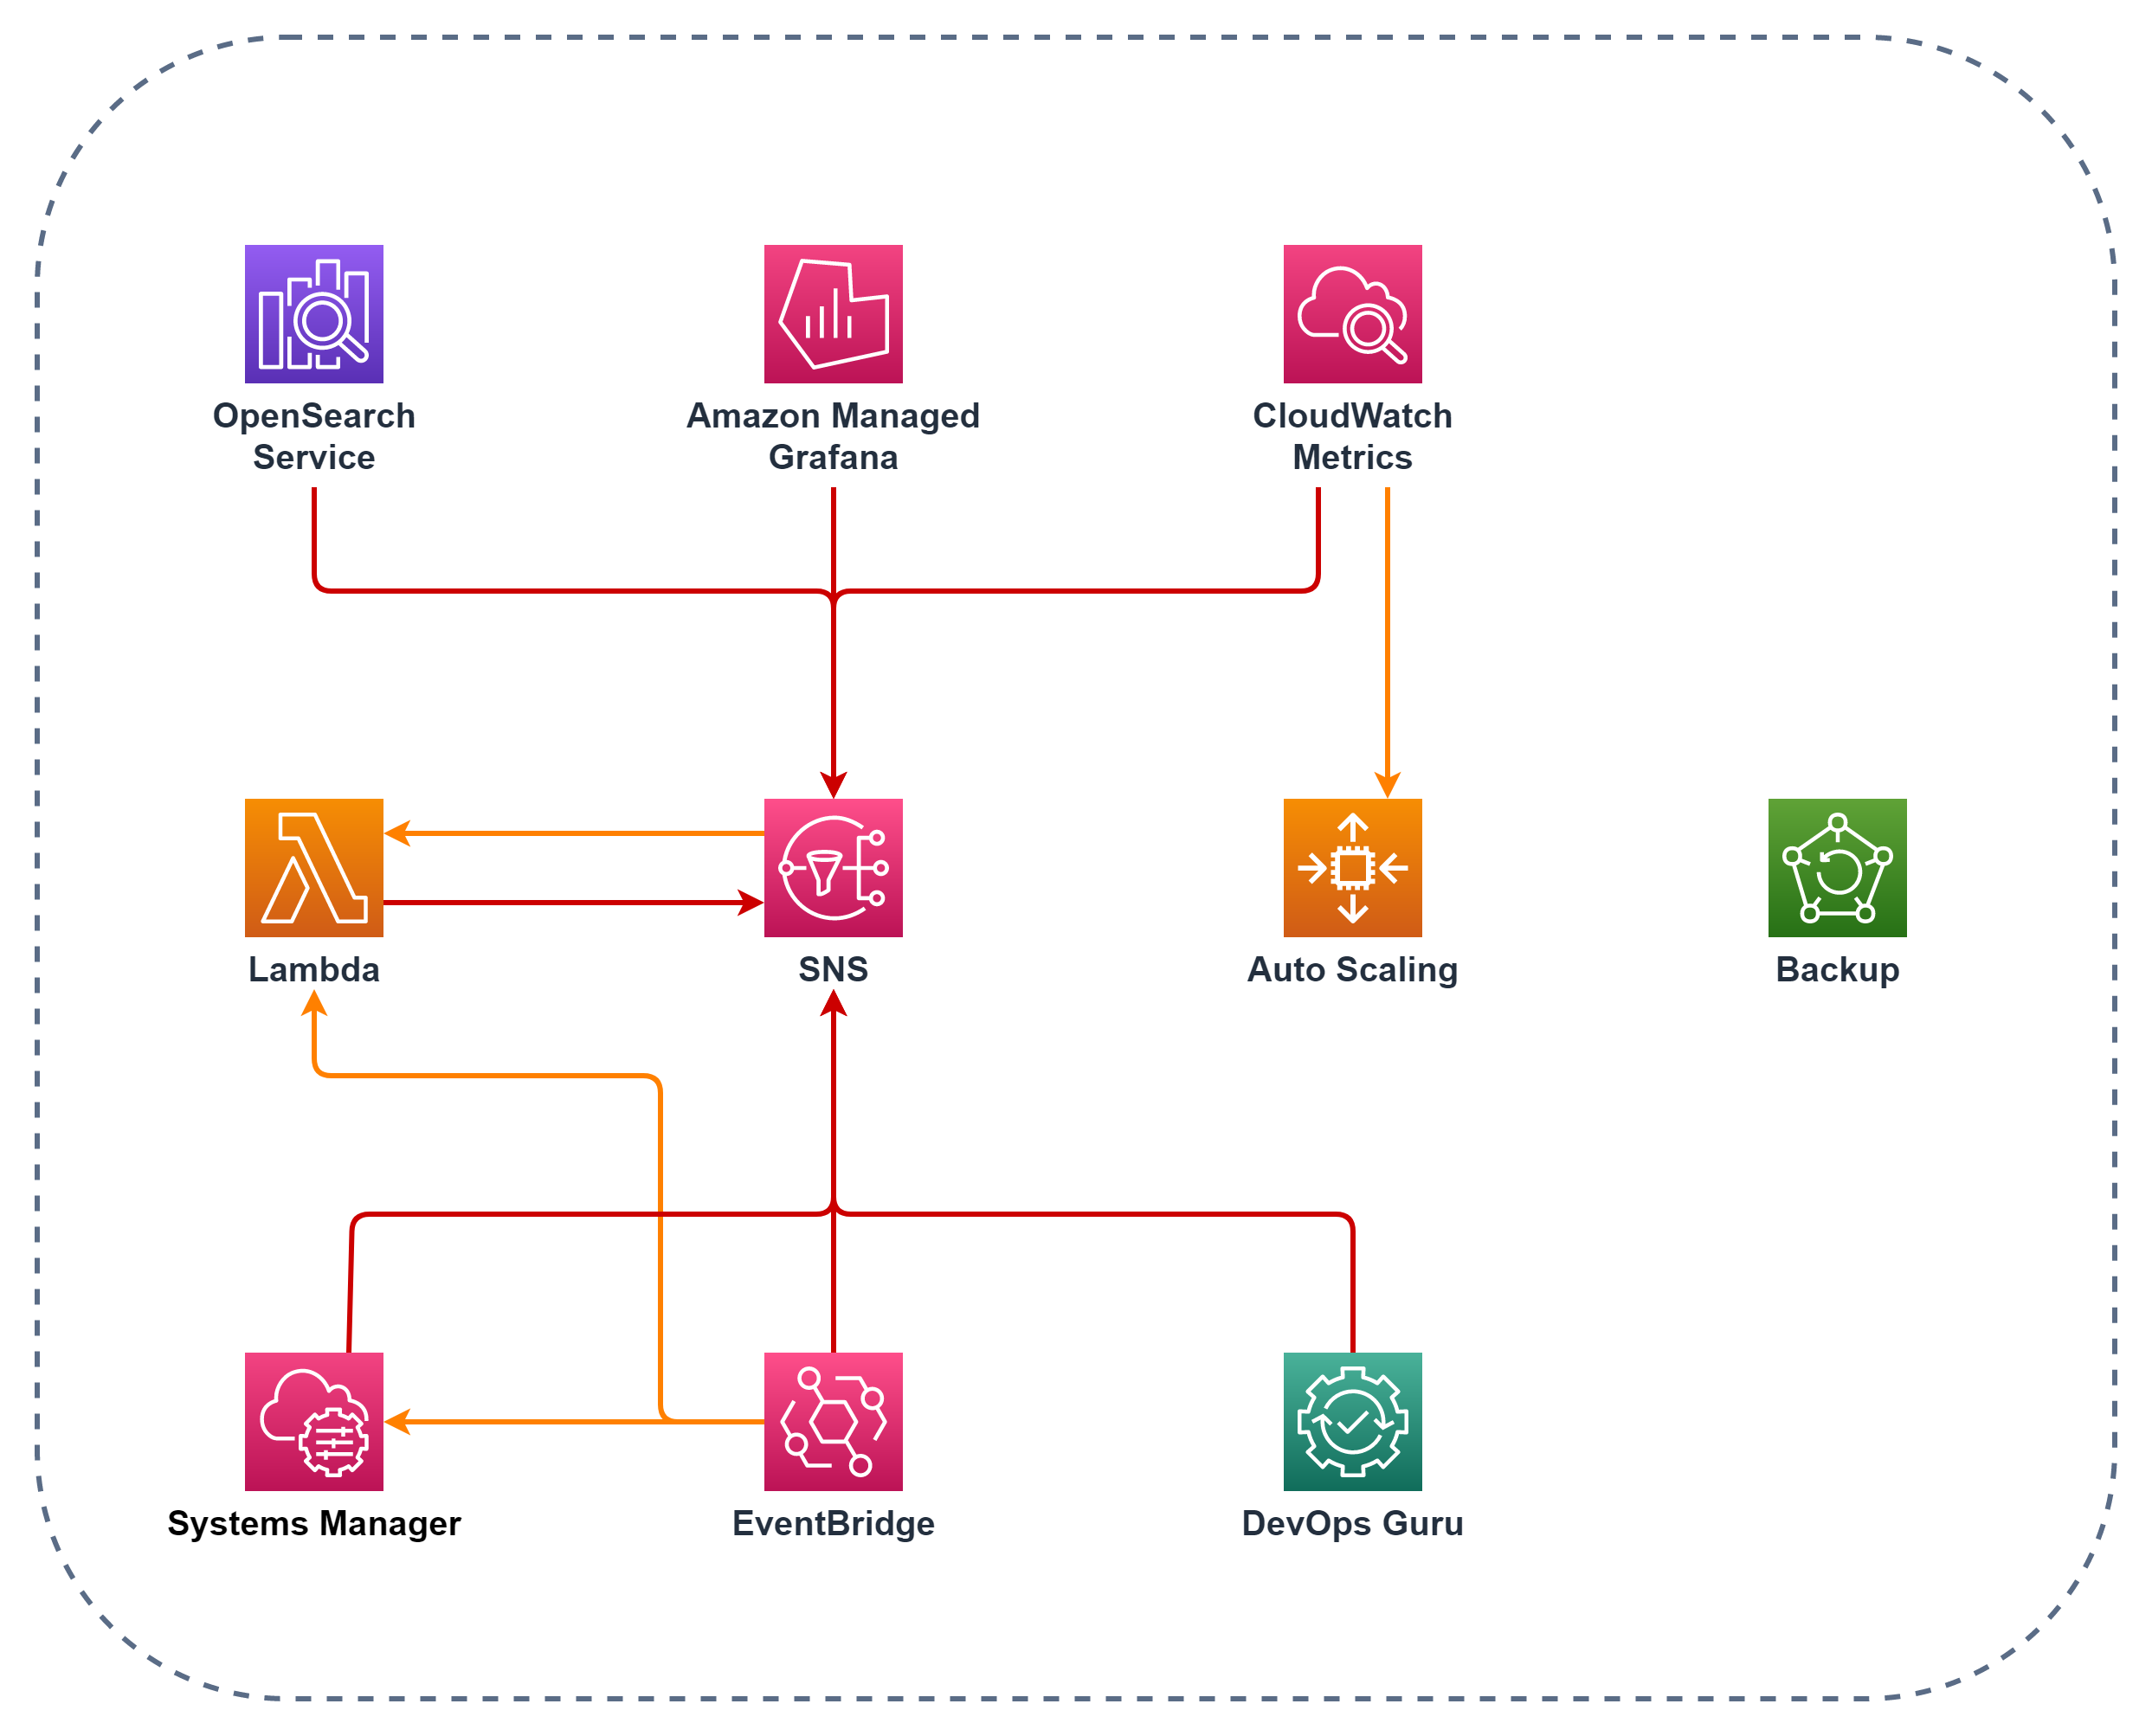 OpenSearch
Service
Amazon Managed
Grafana
CloudWatch
Metrics
Lambda
SNS
Auto Scaling
Backup
Systems Manager
EventBridge
DevOps Guru